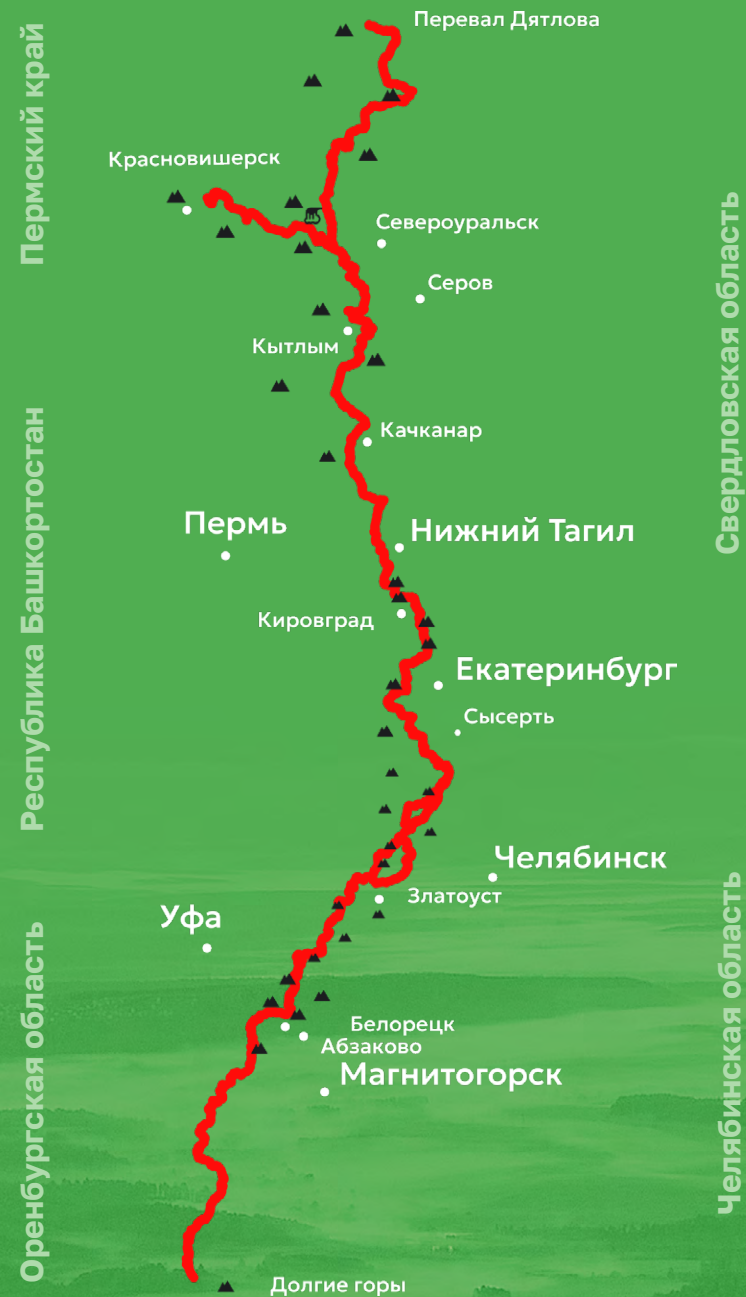 Перевал Дятлова
Пермский край
Красновишерск
Североуральск
Серов
Свердловская область
Кытлым
Качканар
Республика Башкортостан
Пермь
Нижний Тагил
Кировград
Екатеринбург
Сысерть
Челябинск
Златоуст
Челябинская область
Уфа
Оренбургская область
Белорецк
Абзаково
Магнитогорск
Долгие горы